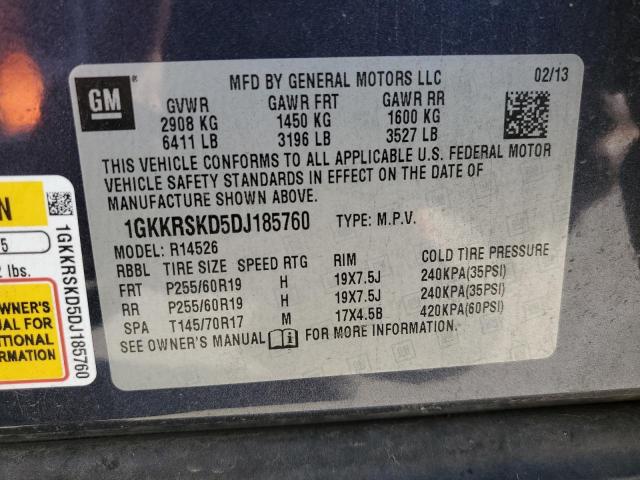 GM
MFD BY GENERAL MOTORS LLC 02/13
GVWR GAWR FRT GAWR RR
2908 KG 1450 KG 1600 KG
6411 LB 3196 LB 3527 LB
THIS VEHICLE CONFORMS TO ALL APPLICABLE U.S. FEDERAL MOTOR
VEHICLE SAFETY STANDARDS IN EFFECT ON THE DATE OF
MANUFACTURE SHOWN ABOVE.
1GKKRSKD5DJ185760 TYPE: M.P.V.
MODEL: R14526
RBBL TIRE SIZE SPEED RTG RIM COLD TIRE PRESSURE
FRT P255/60R19 H 19X7.5J 240KPA(35PSI)
RR P255/60R19 H 19X7.5J 240KPA(35PSI)
SPA T145/70R17 M 17X4.5B 420KPA(60PSI)
SEE OWNER'S MANUAL FOR MORE INFORMATION.
N
5
lbs.
OWNER'S
FOR
1GKKRSKD5DJ185760